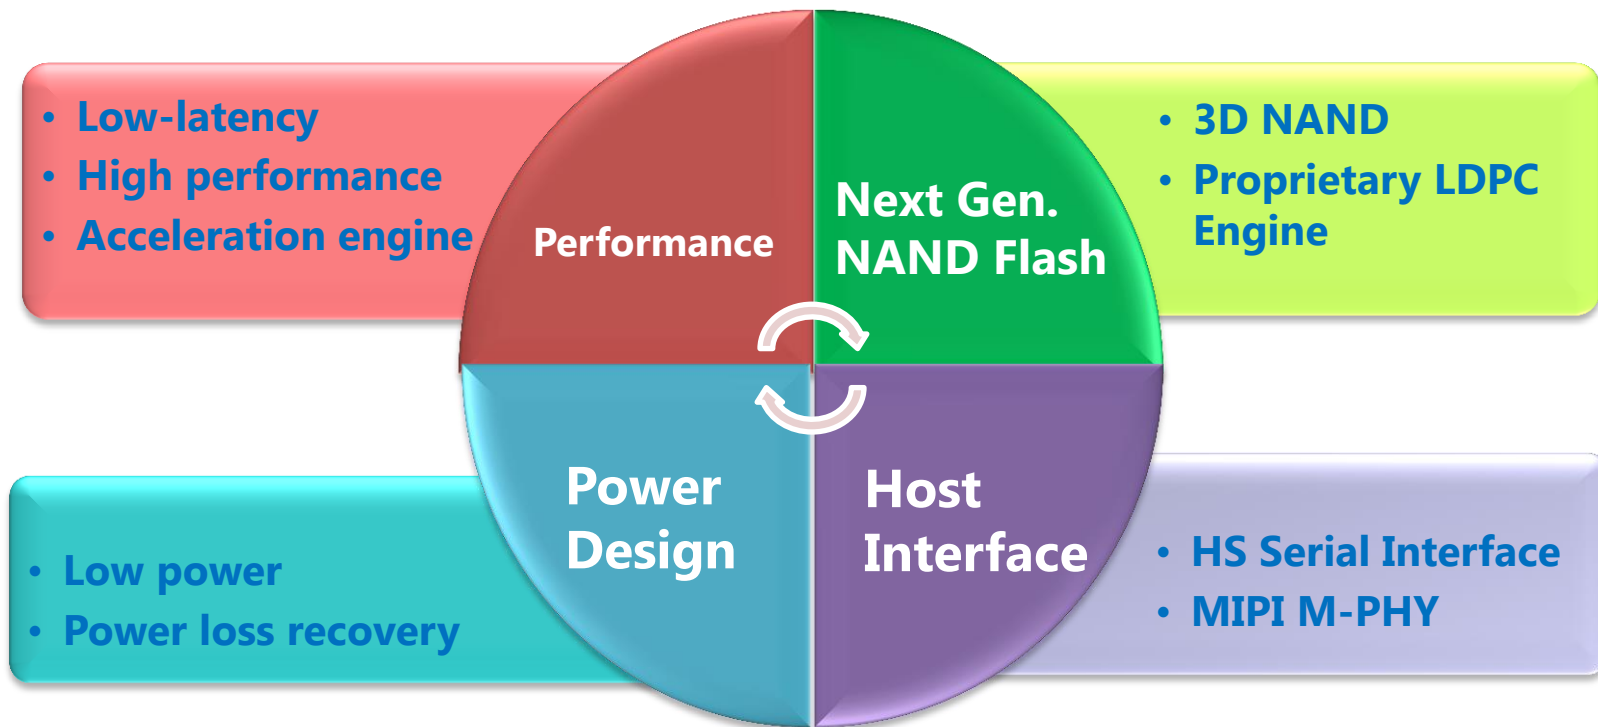 • Low-latency
• High performance
• Acceleration engine
Performance
Next Gen.
NAND Flash
• 3D NAND
• Proprietary LDPC
Engine
Power
Design
• Low power
• Power loss recovery
Host
Interface
• HS Serial Interface
• MIPI M-PHY